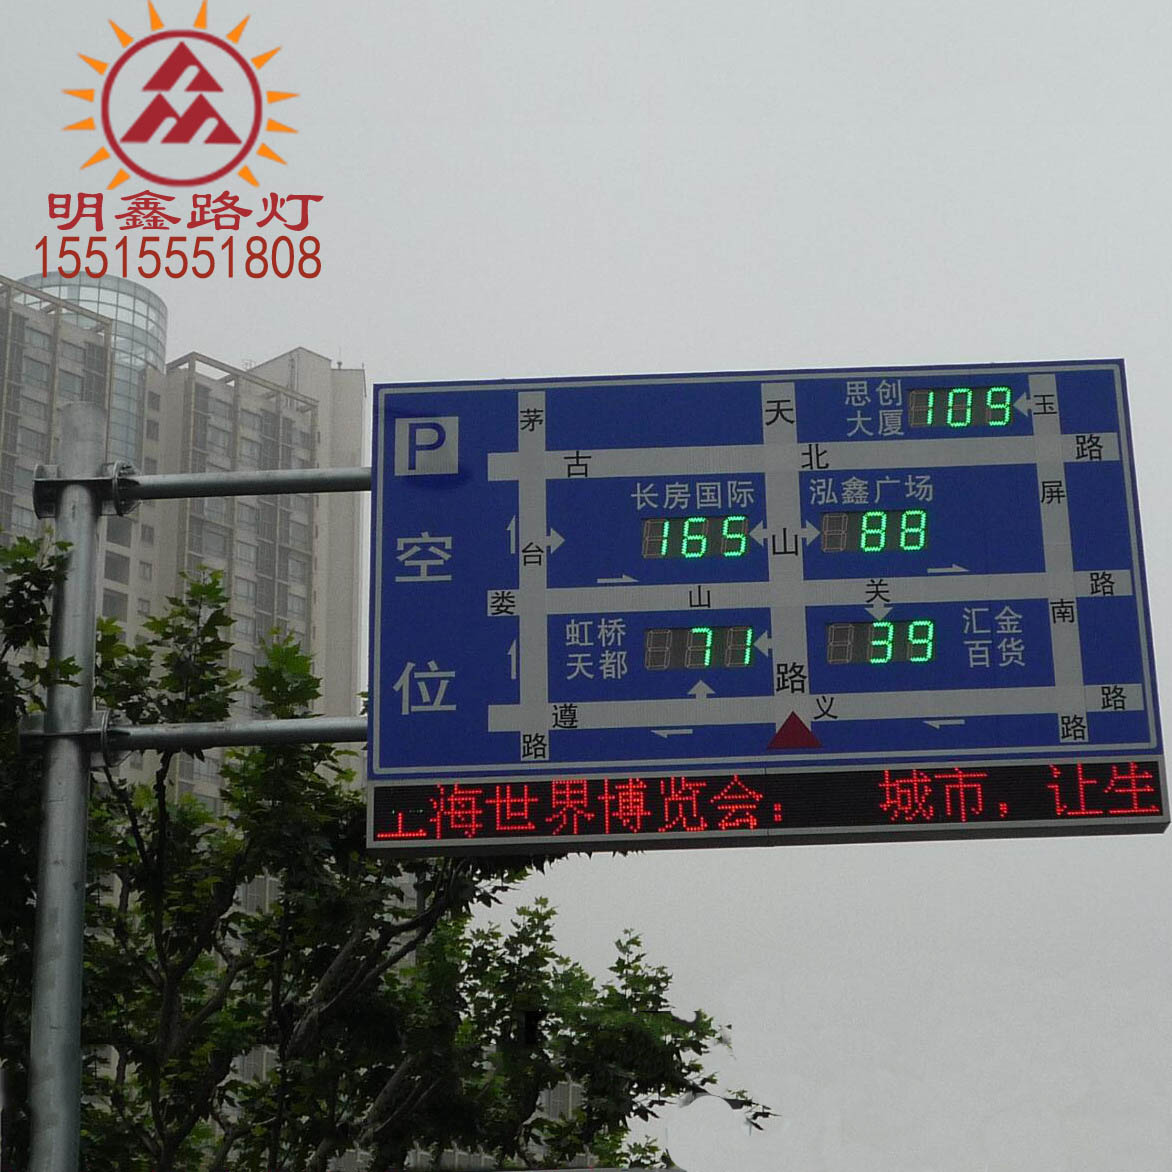 明鑫路灯
15515551808
P
空
位
茅
台
路
天
山
路
玉
屏
南
路
古
北
路
娄
山
关
路
遵
义
路
思创
大厦
109
长房国际
165
泓鑫广场
88
虹桥
天都
71
39
汇金
百货
上海世界博览会： 城市，让生